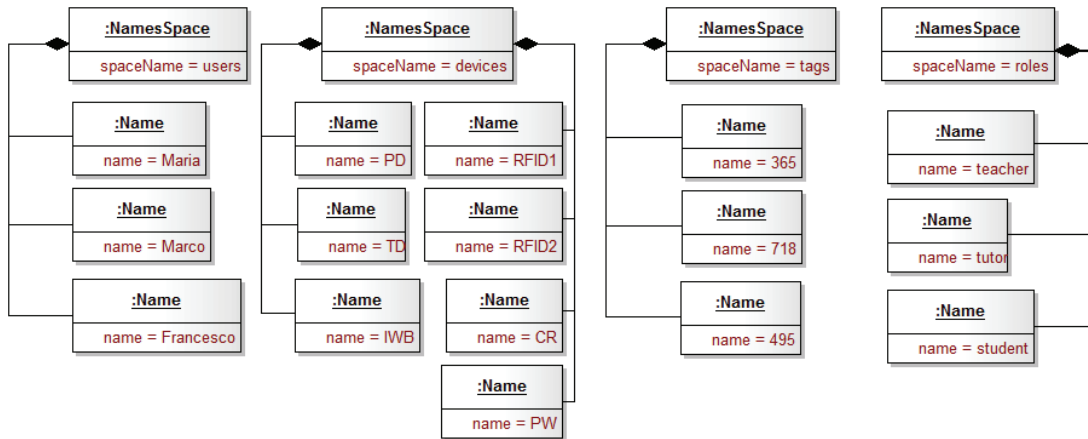 :NamesSpace
spaceName = users
:Name
name = Maria
:Name
name = Marco
:Name
name = Francesco
:NamesSpace
spaceName = devices
:Name
name = PD
:Name
name = TD
:Name
name = IWB
:Name
name = RFID1
:Name
name = RFID2
:Name
name = CR
:Name
name = PW
:NamesSpace
spaceName = tags
:Name
name = 365
:Name
name = 718
:Name
name = 495
:NamesSpace
spaceName = roles
:Name
name = teacher
:Name
name = tutor
:Name
name = student